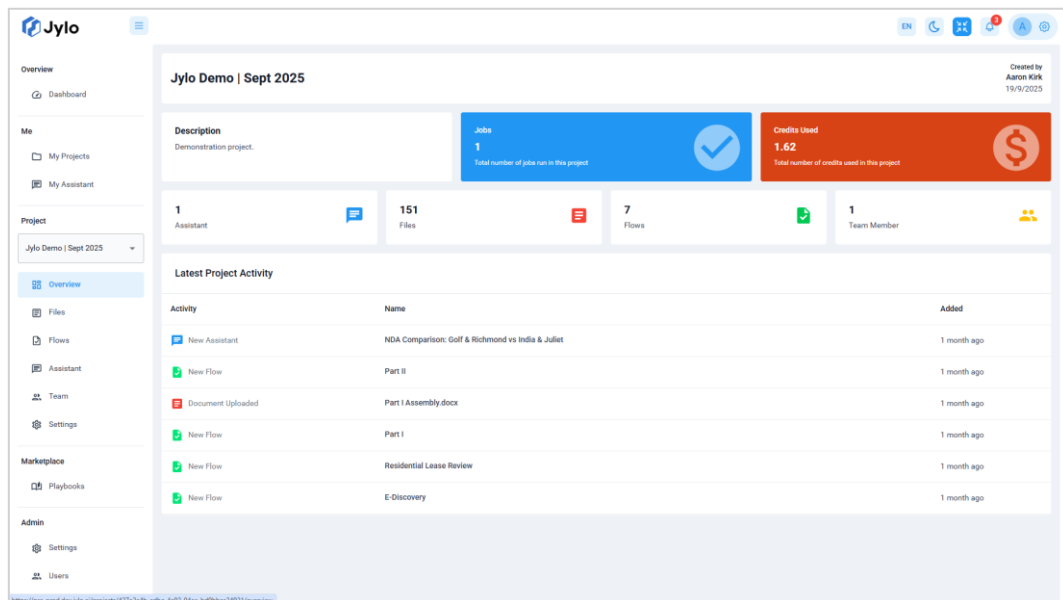 Jylo
EN
3
A
Overview
Dashboard
Me
My Projects
My Assistant
Project
Jylo Demo | Sept 2025
Overview
Files
Flows
Assistant
Team
Settings
Marketplace
Playbooks
Admin
Settings
Users
Jylo Demo | Sept 2025
Created by
Aaron Kirk
19/9/2025
Description
Demonstration project.
Jobs
1
Total number of jobs run in this project
Credits Used
1.62
Total number of credits used in this project
$
1
Assistant
151
Files
7
Flows
1
Team Member
Latest Project Activity
Activity Name Added
New Assistant NDA Comparison: Golf & Richmond vs India & Juliet 1 month ago
New Flow Part II 1 month ago
Document Uploaded Part I Assembly.docx 1 month ago
New Flow Part I 1 month ago
New Flow Residential Lease Review 1 month ago
New Flow E-Discovery 1 month ago